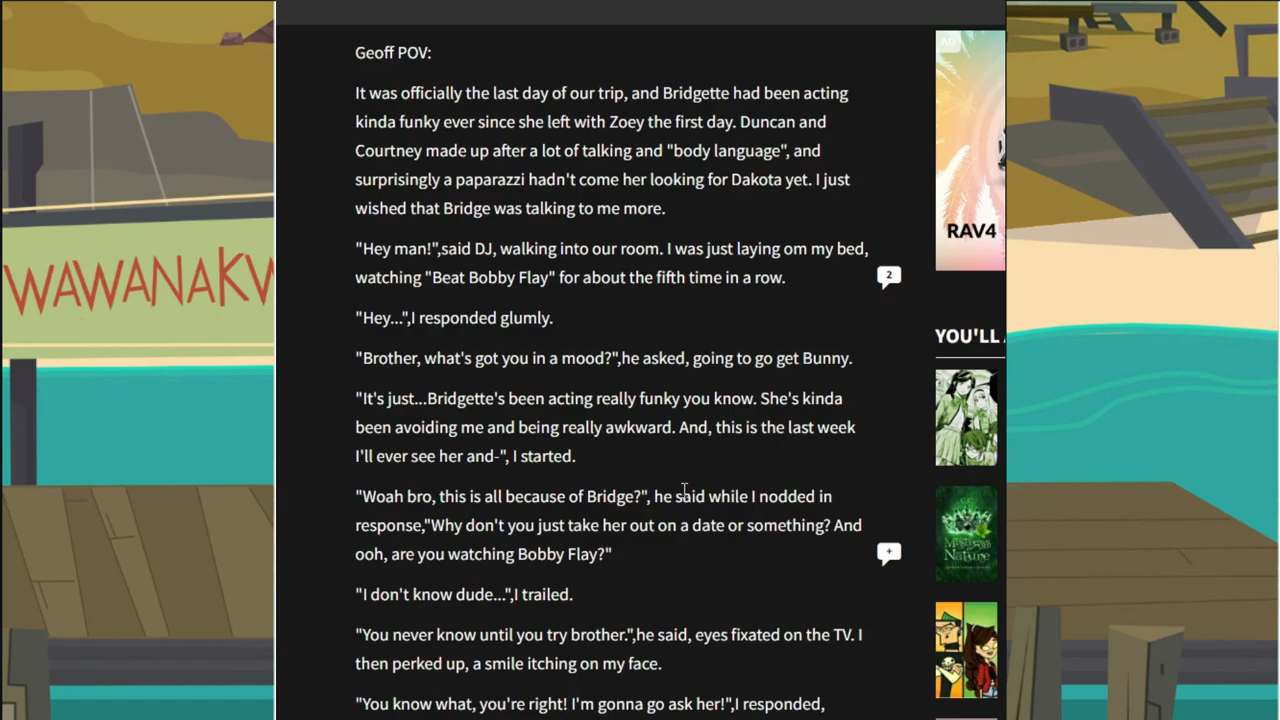 Geoff POV:
It was officially the last day of our trip, and Bridgette had been acting
kinda funky ever since she left with Zoey the first day. Duncan and
Courtney made up after a lot of talking and "body language", and
surprisingly a paparazzi hadn't come her looking for Dakota yet. I just
wished that Bridge was talking to me more.
"Hey man!",said DJ, walking into our room. I was just laying om my bed,
watching "Beat Bobby Flay" for about the fifth time in a row.
2
"Hey...",I responded glumly.
"Brother, what's got you in a mood?",he asked, going to go get Bunny.
"It's just...Bridgette's been acting really funky you know. She's kinda
been avoiding me and being really awkward. And, this is the last week
I'll ever see her and-", I started.
"Woah bro, this is all because of Bridge?", he said while I nodded in
response,"Why don't you just take her out on a date or something? And
ooh, are you watching Bobby Flay?"
+
"I don't know dude...",I trailed.
"You never know until you try brother.",he said, eyes fixated on the TV. I
then perked up, a smile itching on my face.
"You know what, you're right! I'm gonna go ask her!",I responded,
WAWANAKW
AD
RAV4
YOU'LL
Mistress
Nature